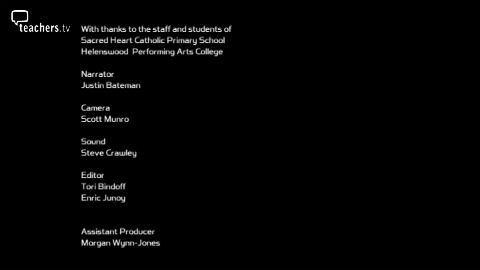 teachers.tv
With thanks to the staff and students of
Sacred Heart Catholic Primary School
Helenswood Performing Arts College
Narrator
Justin Bateman
Camera
Scott Munro
Sound
Steve Crawley
Editor
Tori Bindoff
Enric Junoy
Assistant Producer
Morgan Wynn-Jones